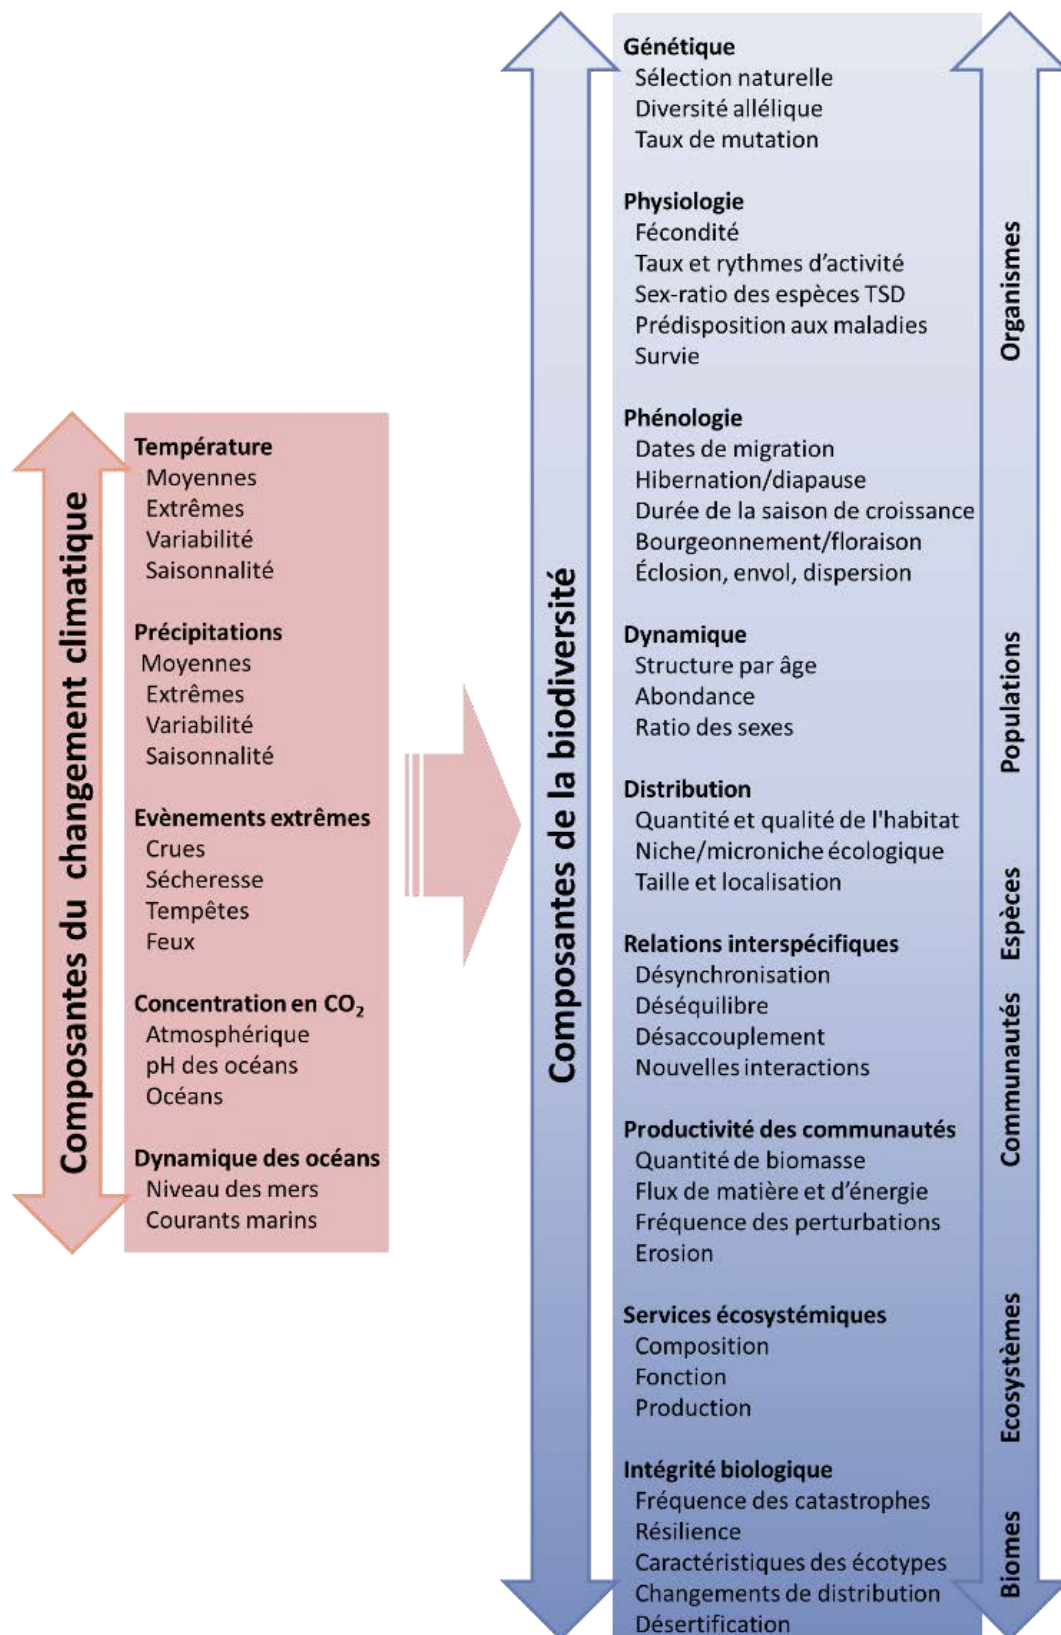 Composantes du changement climatique
Température
Moyennes
Extrêmes
Variabilité
Saisonnalité
Précipitations
Moyennes
Extrêmes
Variabilité
Saisonnalité
Evènements extrêmes
Crues
Sécheresse
Tempêtes
Feux
Concentration en CO₂
Atmosphérique
pH des océans
Océans
Dynamique des océans
Niveau des mers
Courants marins
Composantes de la biodiversité
Génétique
Sélection naturelle
Diversité allélique
Taux de mutation
Physiologie
Fécondité
Taux et rythmes d'activité
Sex-ratio des espèces TSD
Prédisposition aux maladies
Survie
Phénologie
Dates de migration
Hibernation/diapause
Durée de la saison de croissance
Bourgeonnement/floraison
Éclosion, envol, dispersion
Dynamique
Structure par âge
Abondance
Ratio des sexes
Distribution
Quantité et qualité de l'habitat
Niche/microniche écologique
Taille et localisation
Relations interspécifiques
Désynchronisation
Déséquilibre
Désaccouplement
Nouvelles interactions
Productivité des communautés
Quantité de biomasse
Flux de matière et d'énergie
Fréquence des perturbations
Erosion
Services écosystémiques
Composition
Fonction
Production
Intégrité biologique
Fréquence des catastrophes
Résilience
Caractéristiques des écotypes
Changements de distribution
Désertification
Organismes
Populations
Espèces
Communautés
Ecosystèmes
Biomes